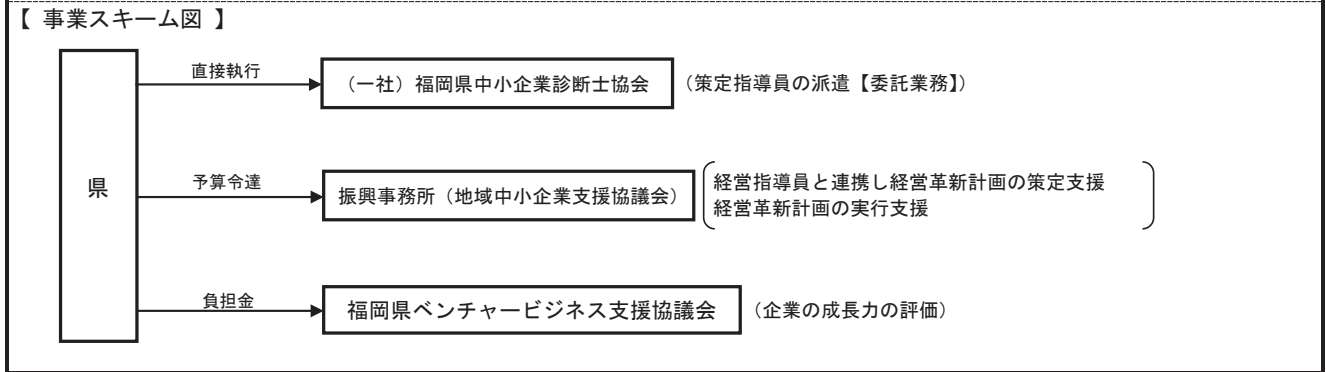 【 事業スキーム図 】
県
直接執行
（一社）福岡県中小企業診断士協会
（策定指導員の派遣【委託業務】）
予算令達
振興事務所（地域中小企業支援協議会）
経営指導員と連携し経営革新計画の策定支援
経営革新計画の実行支援
負担金
福岡県ベンチャービジネス支援協議会
（企業の成長力の評価）